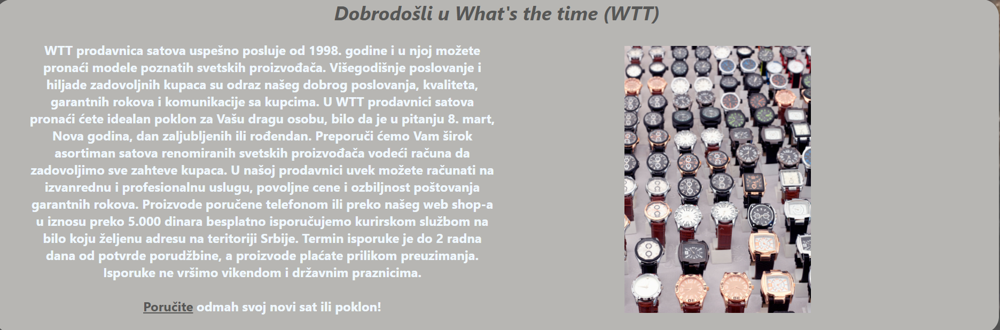 Dobrodošli u What's the time (WTT)
WTT prodavnica satova uspešno posluje od 1998. godine i u njoj možete
pronaći modele poznatih svetskih proizvođača. Višegodišnje poslovanje i
hiljade zadovoljnih kupaca su odraz našeg dobrog poslovanja, kvaliteta,
garantnih rokova i komunikacije sa kupcima. U WTT prodavnici satova
pronaći ćete idealan poklon za Vašu dragu osobu, bilo da je u pitanju 8. mart,
Nova godina, dan zaljubljenih ili rođendan. Preporuči ćemo Vam širok
asortiman satova renomiranih svetskih proizvođača vodeći računa da
zadovoljimo sve zahteve kupaca. U našoj prodavnici uvek možete računati na
izvanrednu i profesionalnu uslugu, povoljne cene i ozbiljnost poštovanja
garantnih rokova. Proizvode poručene telefonom ili preko našeg web shop-a
u iznosu preko 5.000 dinara besplatno isporučujemo kurirskom službom na
bilo koju željenu adresu na teritoriji Srbije. Termin isporuke je do 2 radna
dana od potvrde porudžbine, a proizvode plaćate prilikom preuzimanja.
Isporuke ne vršimo vikendom i državnim praznicima.
Poručite odmah svoj novi sat ili poklon!